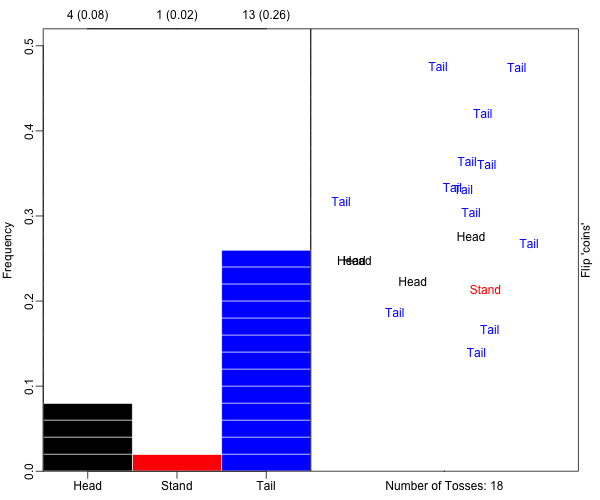 4 (0.08) 1 (0.02) 13 (0.26)
0.5
0.4
0.3
0.2
0.1
0.0
Frequency
Head Stand Tail
Tail Tail
Tail
Tail Tail
Tail Tail
Tail
Tail
Head
Tail
Head Head
Head
Stand
Tail
Tail
Tail
Flip 'coins'
Number of Tosses: 18